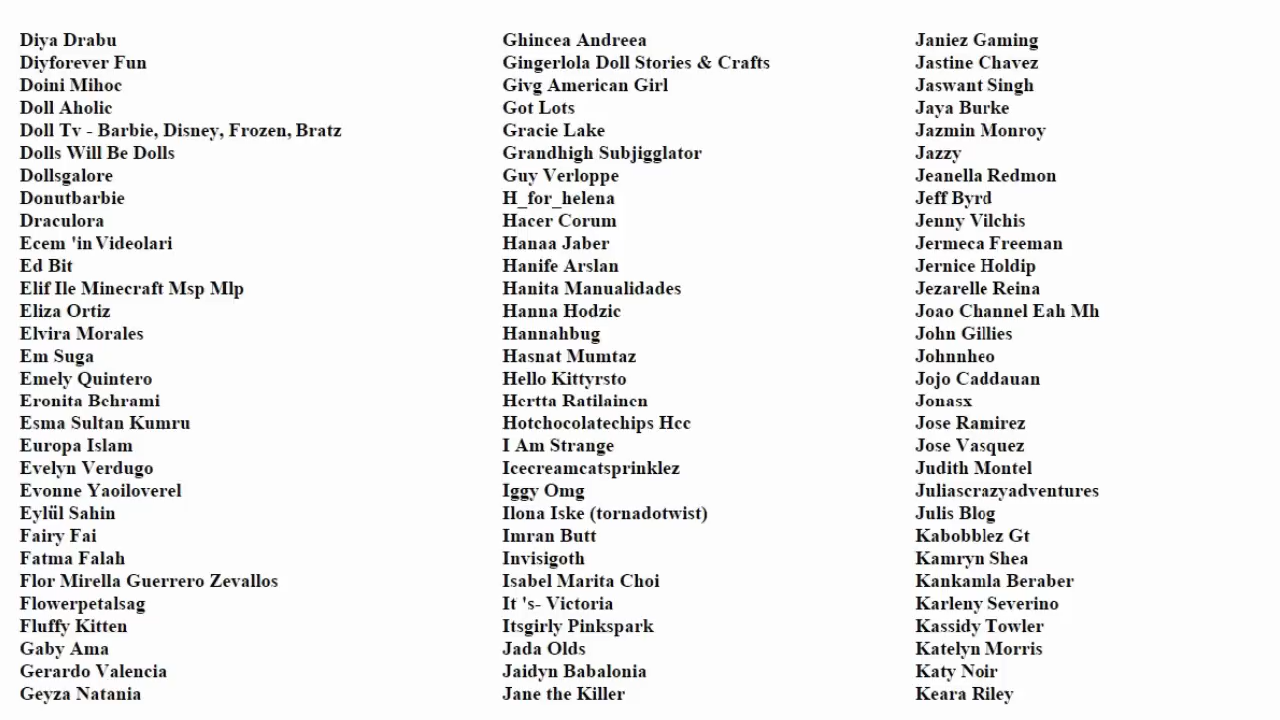 Diya Drabu
Diyforever Fun
Doini Mihoc
Doll Aholic
Doll Tv - Barbie, Disney, Frozen, Bratz
Dolls Will Be Dolls
Dollsgalore
Donutbarbie
Draculora
Ecem 'in Videolari
Ed Bit
Elif Ile Minecraft Msp Mlp
Eliza Ortiz
Elvira Morales
Em Suga
Emely Quintero
Eronita Behrami
Esma Sultan Kumru
Europa Islam
Evelyn Verdugo
Evonne Yaoiloverel
Eylül Sahin
Fairy Fai
Fatma Falah
Flor Mirella Guerrero Zevallos
Flowerpetalsag
Fluffy Kitten
Gaby Ama
Gerardo Valencia
Geyza Natania
Ghincea Andreea
Gingerlola Doll Stories & Crafts
Givg American Girl
Got Lots
Gracie Lake
Grandhigh Subjigglator
Guy Verloppe
H_for_helena
Hacer Corum
Hanaa Jaber
Hanife Arslan
Hanita Manualidades
Hanna Hodzic
Hannahbug
Hasnat Mumtaz
Hello Kittyrsto
Hertta Ratilainen
Hotchocolatechips Hcc
I Am Strange
Icecreamcatsprinklez
Iggy Omg
Ilona Iske (tornadotwist)
Imran Butt
Invisigoth
Isabel Marita Choi
It 's- Victoria
Itsgirly Pinkspark
Jada Olds
Jaidyn Babalonia
Jane the Killer
Janiez Gaming
Jastine Chavez
Jaswant Singh
Jaya Burke
Jazmin Monroy
Jazzy
Jeanella Redmon
Jeff Byrd
Jenny Vilchis
Jermeca Freeman
Jernice Holdip
Jezarelle Reina
Joao Channel Eah Mh
John Gillies
Johnnheo
Jojo Caddauan
Jonasx
Jose Ramirez
Jose Vasquez
Judith Montel
Juliascrazyadventures
Julis Blog
Kabobblez Gt
Kamryn Shea
Kankamla Beraber
Karleny Severino
Kassidy Towler
Katelyn Morris
Katy Noir
Keara Riley